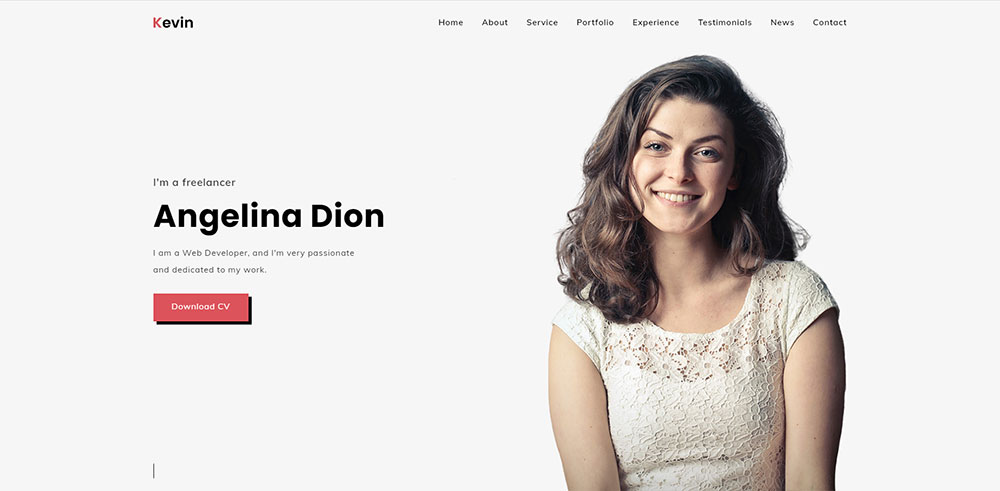 Kevin
Home About Service Portfolio Experience Testimonials News Contact
I'm a freelancer
Angelina Dion
I am a Web Developer, and I'm very passionate
and dedicated to my work.
Download CV